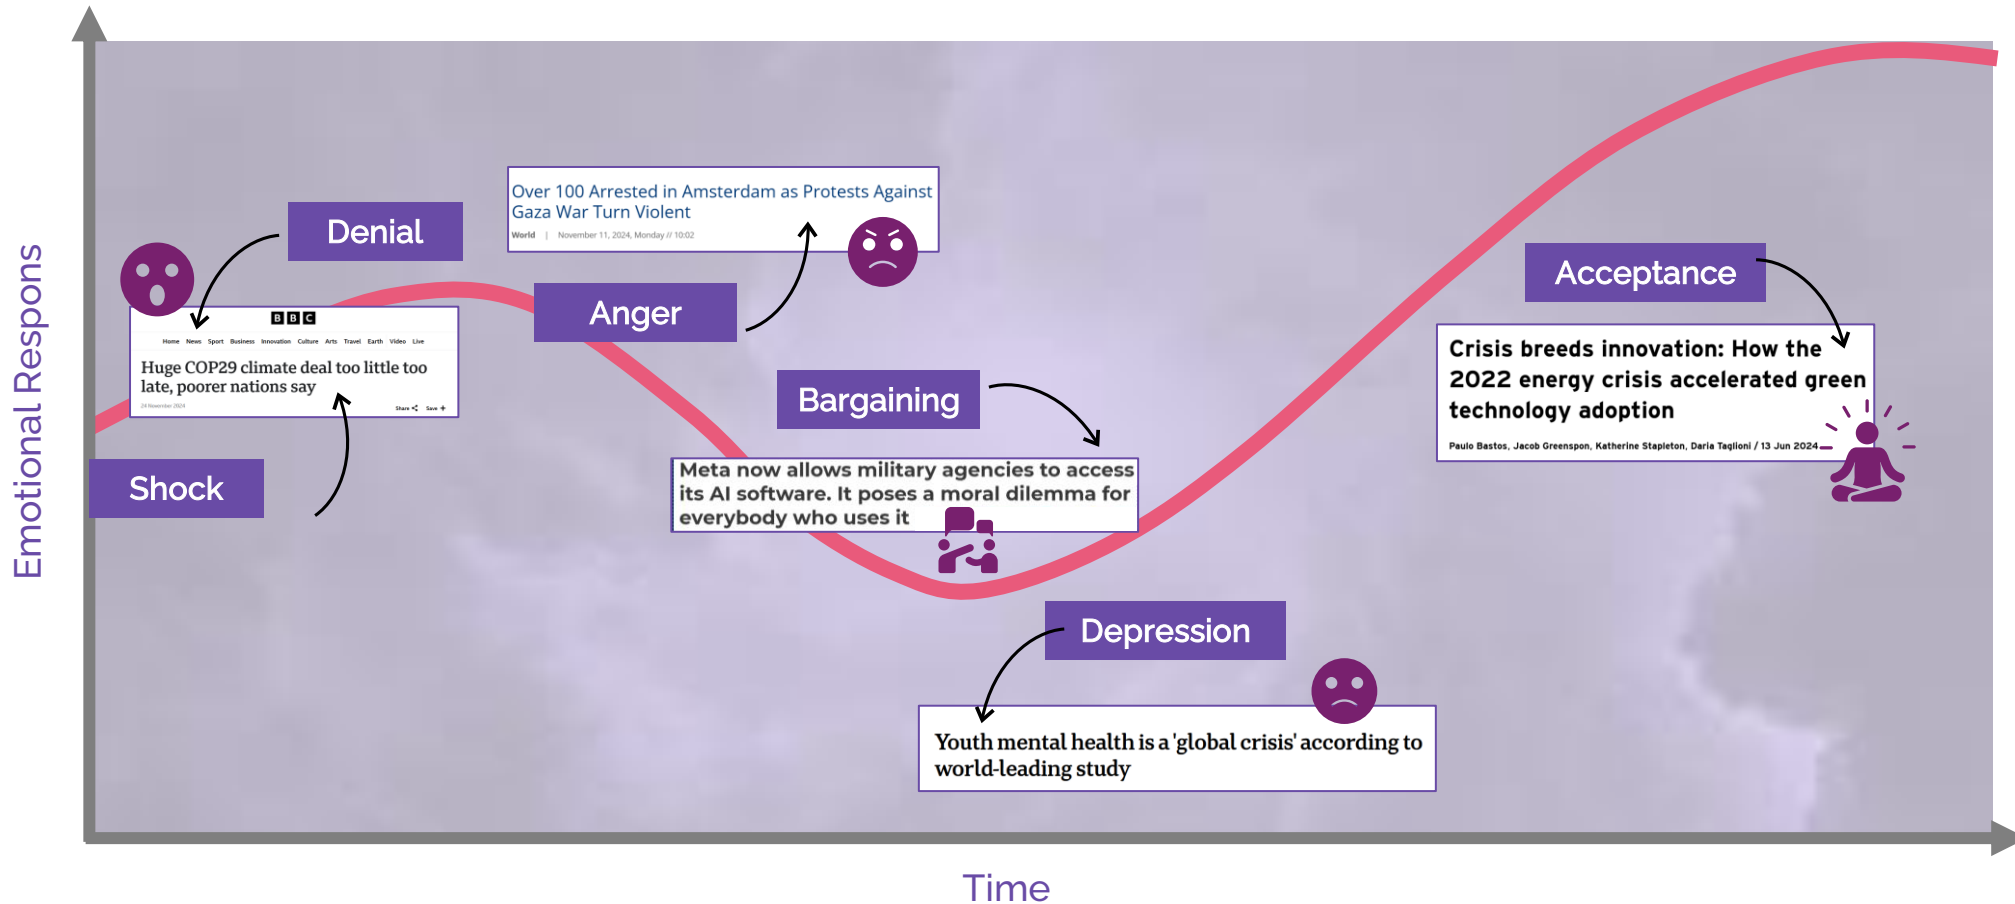 Emotional Respons
Denial
Shock
BBC
Home News Sport Business Innovation Culture Arts Travel Earth Video Live
Huge COP29 climate deal too little too
late, poorer nations say
24 November 2024
Share Save
Over 100 Arrested in Amsterdam as Protests Against
Gaza War Turn Violent
World | November 11, 2024, Monday // 10:02
Anger
Bargaining
Meta now allows military agencies to access
its AI software. It poses a moral dilemma for
everybody who uses it
Depression
Youth mental health is a 'global crisis' according to
world-leading study
Acceptance
Crisis breeds innovation: How the
2022 energy crisis accelerated green
technology adoption
Paulo Bastos, Jacob Greenspon, Katherine Stapleton, Daria Taglioni / 13 Jun 2024
Time